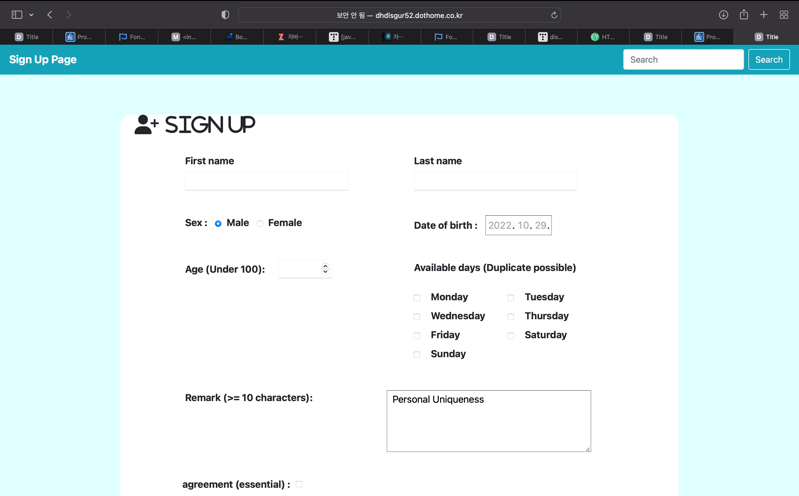 보안 안 됨 — dhdlsgur52.dothome.co.kr
Title Pro... Fon... <in... Bo... 자바... {jav... 자... Fo... Title dis... HT... Title Pro... Title
Sign Up Page Search Search
SIGN UP
First name Last name
Sex : Male Female Date of birth : 2022. 10. 29.
Age (Under 100): Available days (Duplicate possible)
Monday Tuesday
Wednesday Thursday
Friday Saturday
Sunday
Remark (>= 10 characters): Personal Uniqueness
agreement (essential) :